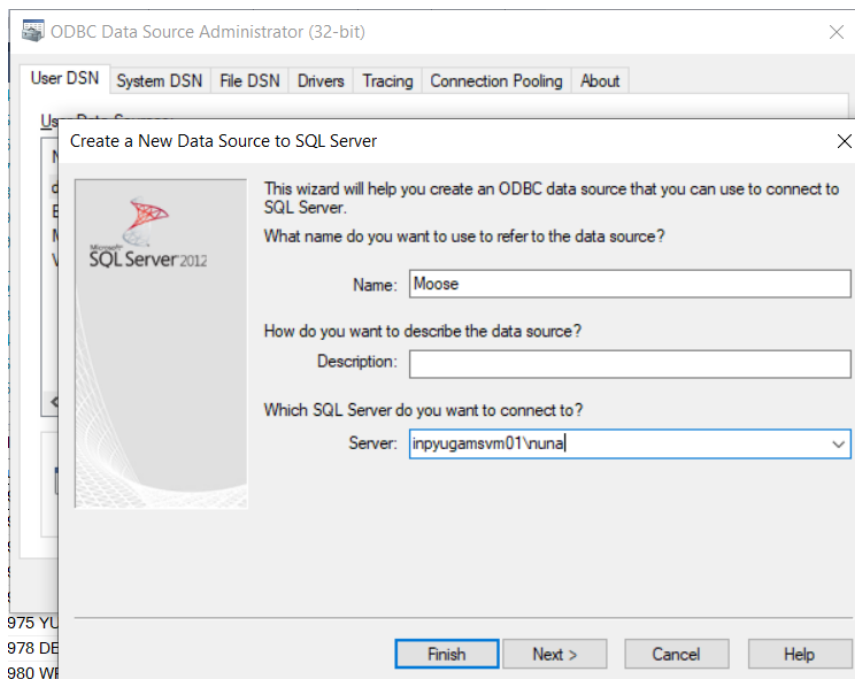 ODBC Data Source Administrator (32-bit)
User DSN System DSN File DSN Drivers Tracing Connection Pooling About
Create a New Data Source to SQL Server
This wizard will help you create an ODBC data source that you can use to connect to
SQL Server.
What name do you want to use to refer to the data source?
Microsoft
SQL Server 2012
Name: Moose
How do you want to describe the data source?
Description:
Which SQL Server do you want to connect to?
Server: inpyugamsvm01\nuna
Finish Next > Cancel Help
975 YU
978 DE
980